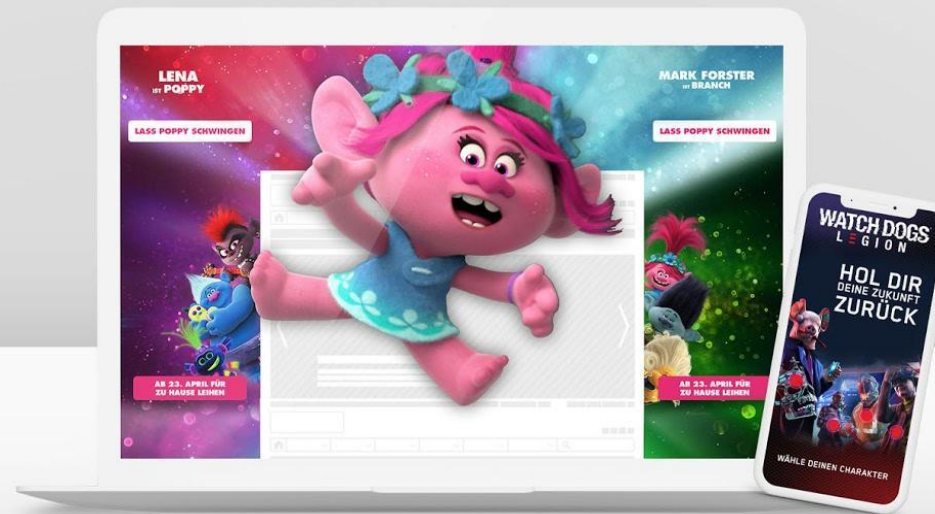 LENA
IST POPPY
LASS POPPY SCHWINGEN
AB 23. APRIL FÜR
ZU HAUSE LEIHEN
MARK FORSTER
IST BRANCH
LASS POPPY SCHWINGEN
AB 23. APRIL FÜR
ZU HAUSE LEIHEN
WATCH DOGS
LEGION
HOL DIR
DEINE ZUKUNFT
ZURÜCK
WÄHLE DEINEN CHARAKTER